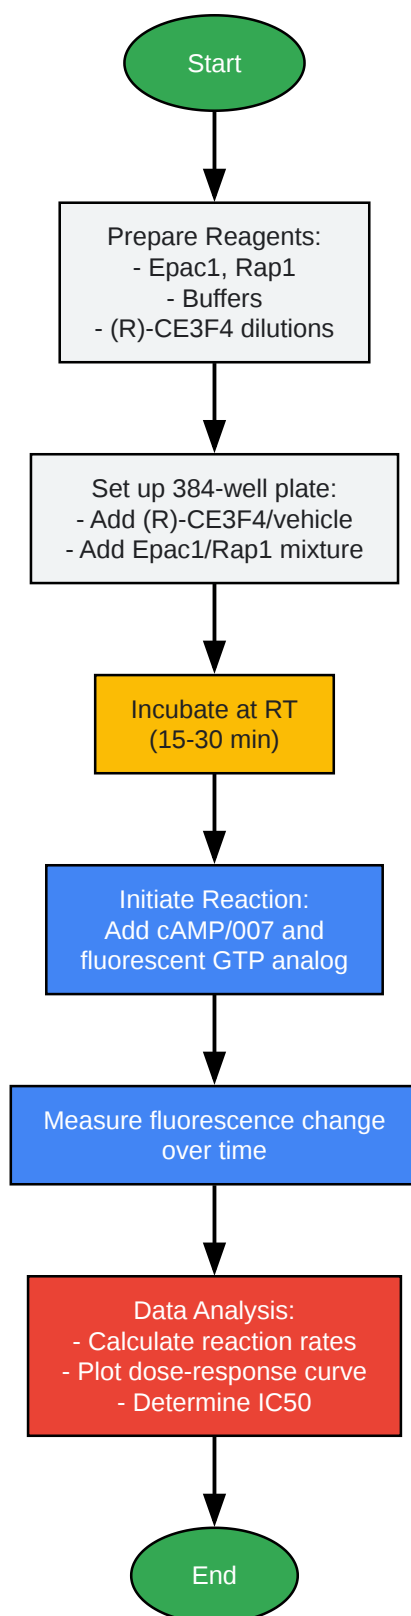 Start
Prepare Reagents:
- Epac1, Rap1
- Buffers
- (R)-CE3F4 dilutions
Set up 384-well plate:
- Add (R)-CE3F4/vehicle
- Add Epac1/Rap1 mixture
Incubate at RT
(15-30 min)
Initiate Reaction:
Add cAMP/007 and
fluorescent GTP analog
Measure fluorescence change
over time
Data Analysis:
- Calculate reaction rates
- Plot dose-response curve
- Determine IC50
End